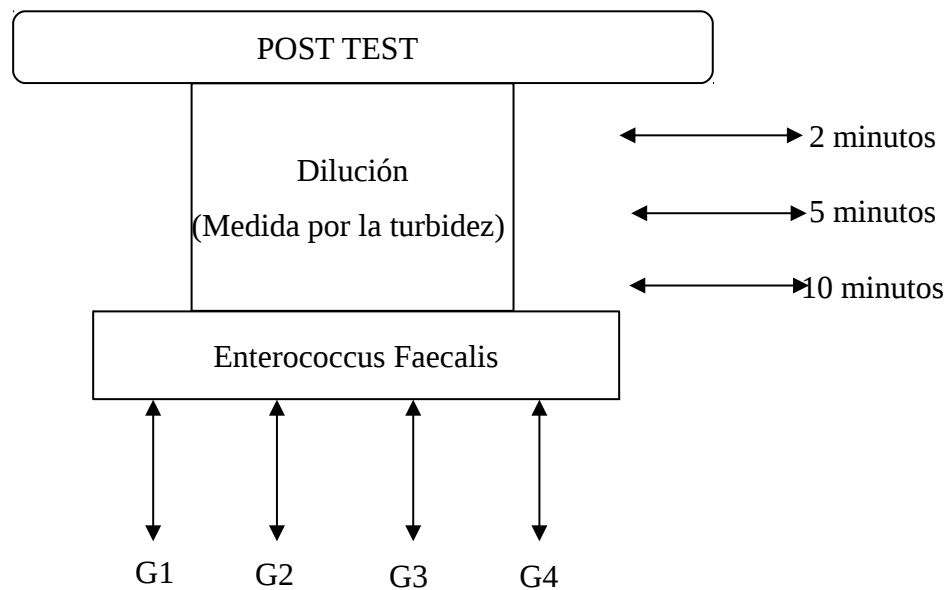 POST TEST
Dilución
(Medida por la turbidez)
2 minutos
5 minutos
10 minutos
Enterococcus Faecalis
G1
G2
G3
G4